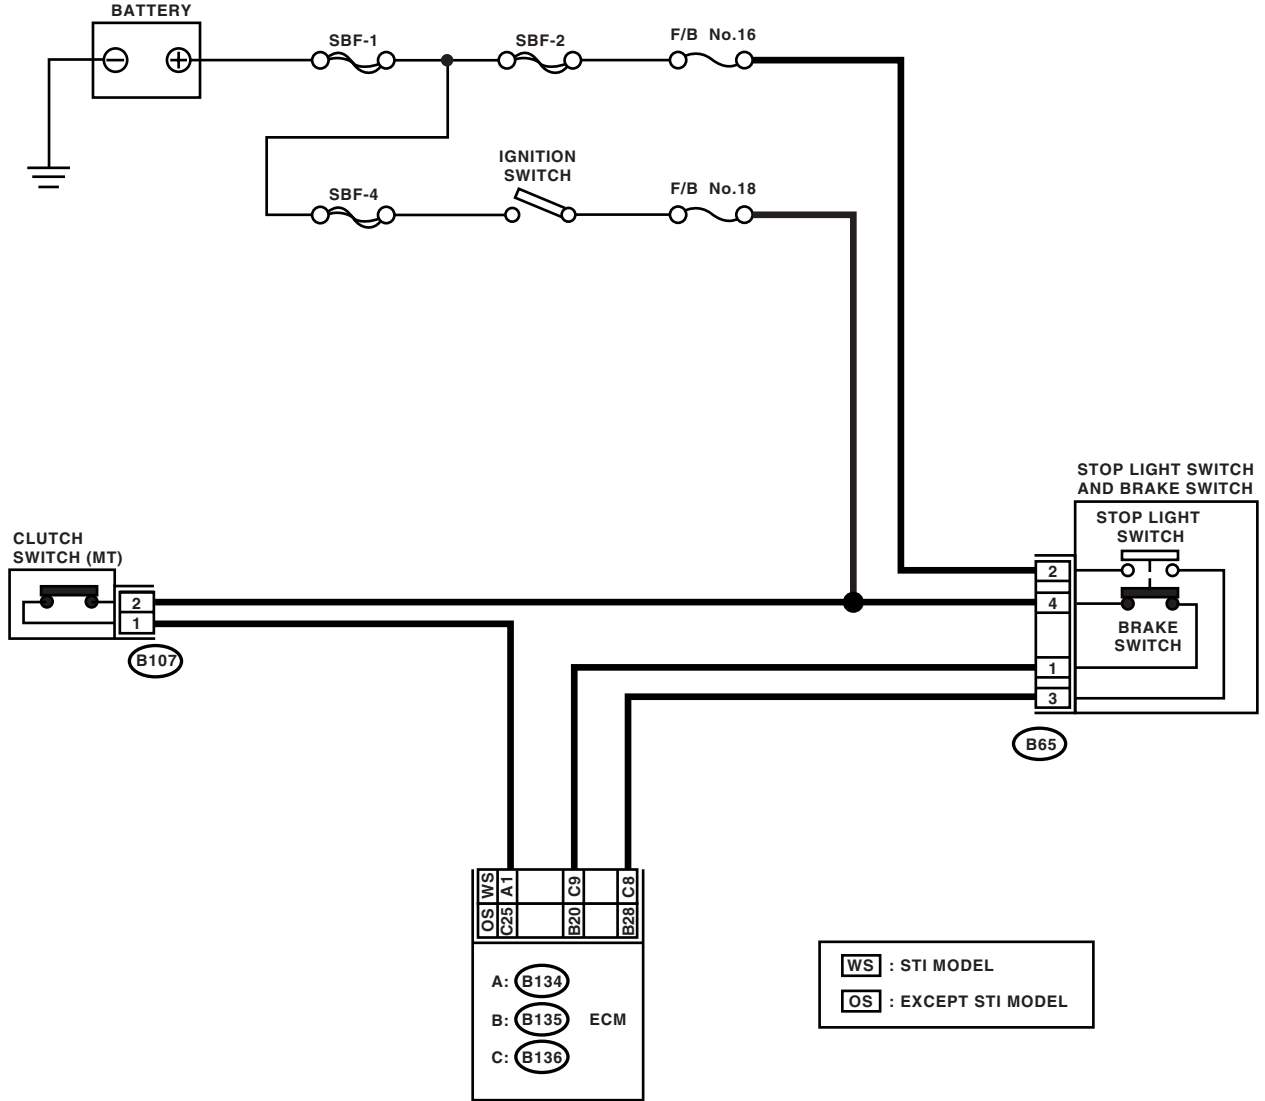 BATTERY
SBF-1
SBF-2
F/B No.16
IGNITION
SWITCH
SBF-4
F/B No.18
STOP LIGHT SWITCH
AND BRAKE SWITCH
STOP LIGHT
SWITCH
CLUTCH
SWITCH (MT)
2
4
2
1
BRAKE
SWITCH
B107
1
3
B65
WS A1 C9 C8
OS C25 B20 B28
A: B134
B: B135 ECM
C: B136
WS : STI MODEL
OS : EXCEPT STI MODEL